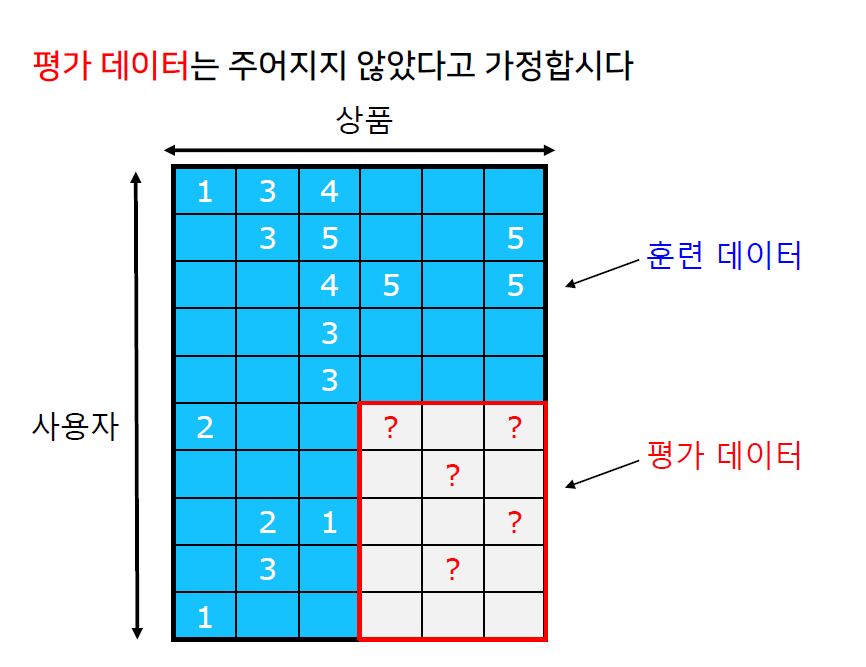 평가 데이터는 주어지지 않았다고 가정합시다
상품
1 3 4
3 5 5
훈련 데이터
4 5 5
3
3
사용자
2 ? ?
평가 데이터
?
2 1 ?
3 ?
1